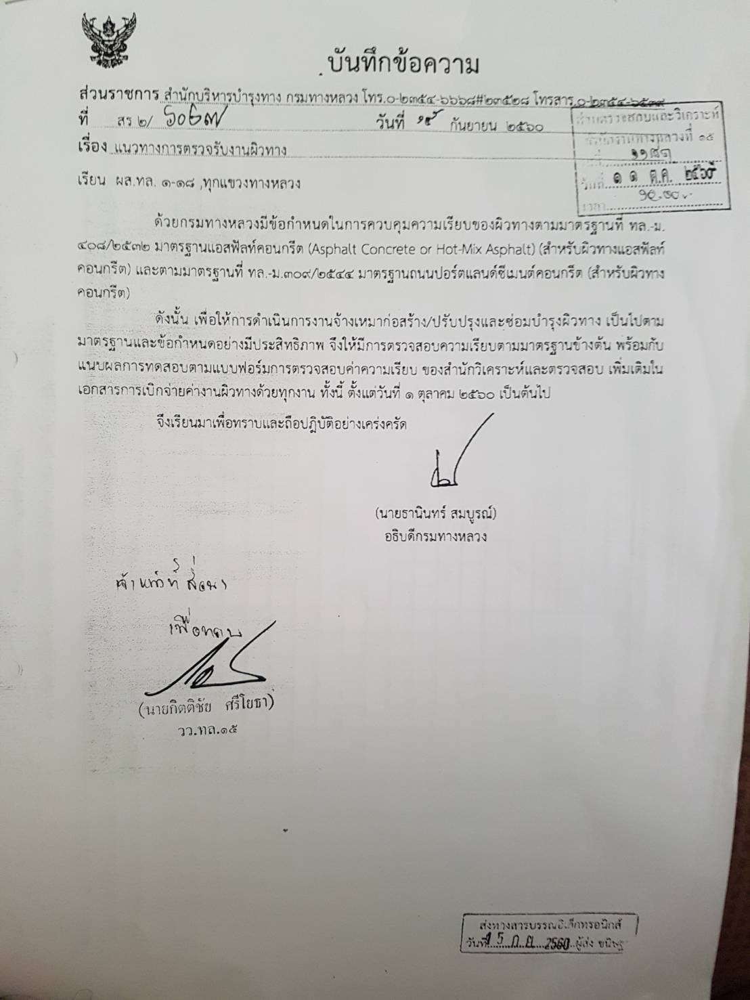 บันทึกข้อความ
ส่วนราชการ สำนักบริหารบำรุงทาง กรมทางหลวง โทร.๐-๒๓๕๔-๖๖๖๘#๒๓๕๒๘ โทรสาร.๐-๒๓๕๔-๖๕๓๙
ที่ สร ๒/ วันที่ ๑๕ กันยายน ๒๕๖๐
เรื่อง แนวทางการตรวจรับงานผิวทาง
ส่วนตรวจสอบและวิเคราะห์
สำนักงานทางหลวงที่ ๑๕
วันที่ ๑ ๑ ต.ค. ๒๕๖๐
เวลา
เรียน ผส.ทล. ๑-๑๘ ,ทุกแขวงทางหลวง
ด้วยกรมทางหลวงมีข้อกำหนดในการควบคุมความเรียบของผิวทางตามมาตรฐานที่ ทล.-ม.
๔๐๘/๒๕๓๒ มาตรฐานแอสฟัลท์คอนกรีต (Asphalt Concrete or Hot-Mix Asphalt) (สำหรับผิวทางแอสฟัลท์
คอนกรีต) และตามมาตรฐานที่ ทล.-ม.๓๐๙/๒๕๔๔ มาตรฐานถนนปอร์ตแลนด์ซีเมนต์คอนกรีต (สำหรับผิวทาง
คอนกรีต)
ดังนั้น เพื่อให้การดำเนินการงานจ้างเหมาก่อสร้าง/ปรับปรุงและซ่อมบำรุงผิวทาง เป็นไปตาม
มาตรฐานและข้อกำหนดอย่างมีประสิทธิภาพ จึงให้มีการตรวจสอบความเรียบตามมาตรฐานข้างต้น พร้อมกับ
แนบผลการทดสอบตามแบบฟอร์มการตรวจสอบค่าความเรียบ ของสำนักวิเคราะห์และตรวจสอบ เพิ่มเติมใน
เอกสารการเบิกจ่ายค่างานผิวทางด้วยทุกงาน ทั้งนี้ ตั้งแต่วันที่ ๑ ตุลาคม ๒๕๖๐ เป็นต้นไป
จึงเรียนมาเพื่อทราบและถือปฎิบัติอย่างเคร่งครัด
(นายธานินทร์ สมบูรณ์)
อธิบดีกรมทางหลวง
เพื่อทราบ
(นายกิตติชัย ศรีโยธา)
วว.ทล.๑๕
ส่งทางสารบรรณอิเล็กทรอนิกส์
วันที่ 15 ก.ย. 2560 ผู้ส่ง